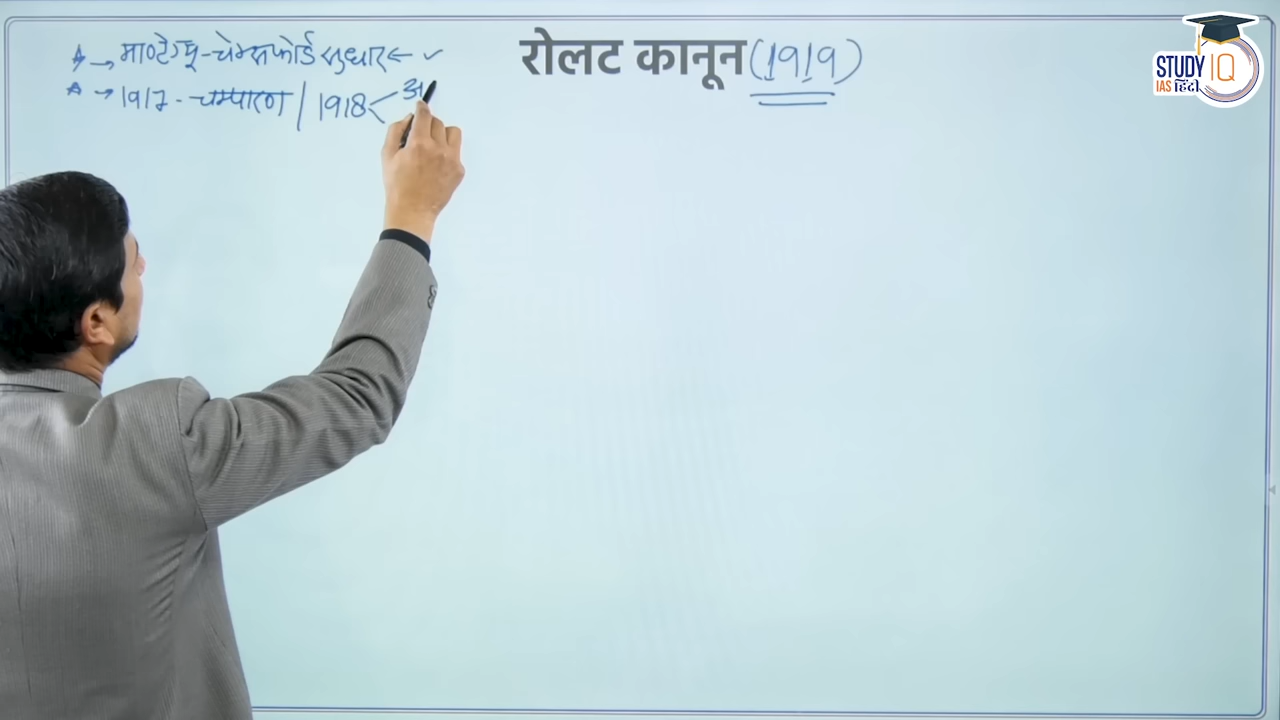 रोलट कानून (1919)
→ माण्टेग्यू-चेम्सफोर्ड सुधार ← ✓
→ 1917 - चम्पारण / 1918 <
STUDY IQ
IAS हिंदी